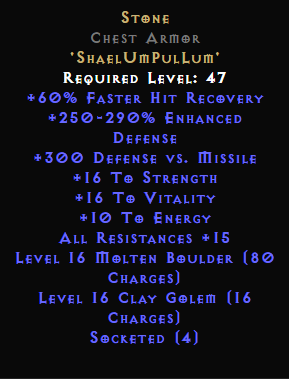 Stone
Chest Armor
'ShaelUmPulLum'
Required Level: 47
+60% Faster Hit Recovery
+250-290% Enhanced
Defense
+300 Defense vs. Missile
+16 To Strength
+16 To Vitality
+10 To Energy
All Resistances +15
Level 16 Molten Boulder (80
Charges)
Level 16 Clay Golem (16
Charges)
Socketed (4)